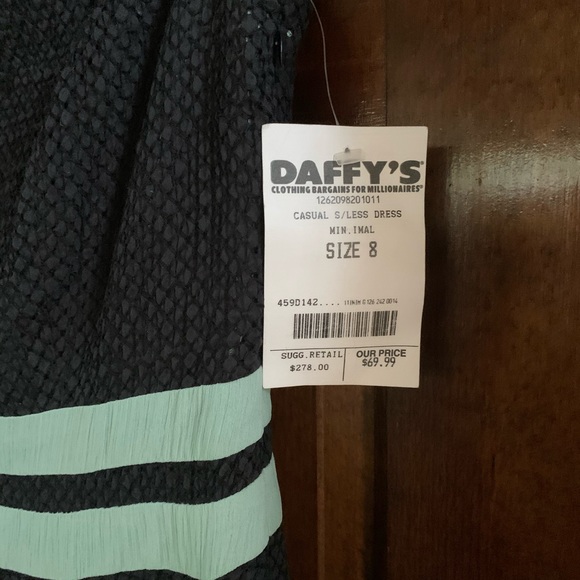 DAFFY'S®
CLOTHING BARGAINS FOR MILLIONAIRES®
1262098201011
CASUAL S/LESS DRESS
MIN.IMAL
SIZE 8
459D142....
SUGG.RETAIL OUR PRICE
$278.00 $69.99